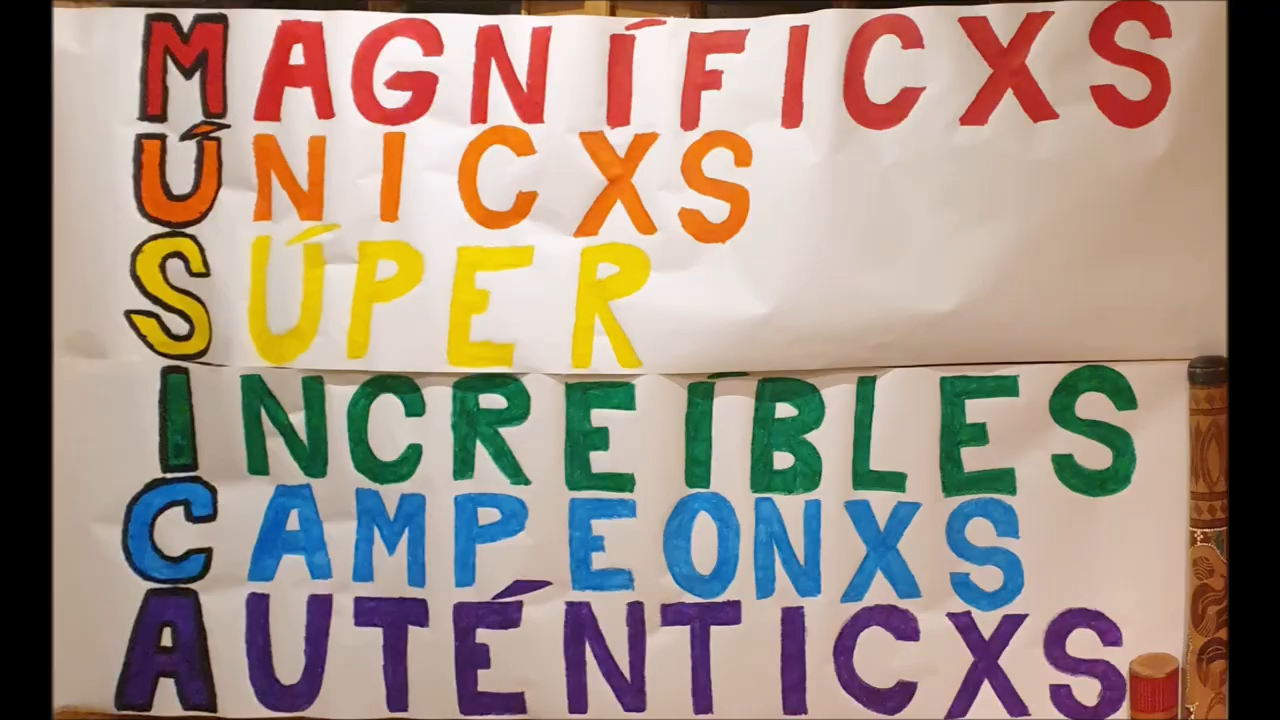 MAGNÍFICXS
ÚNICXS
SÚPER
INCREÍBLES
CAMPEONXS
AUTÉNTICXS